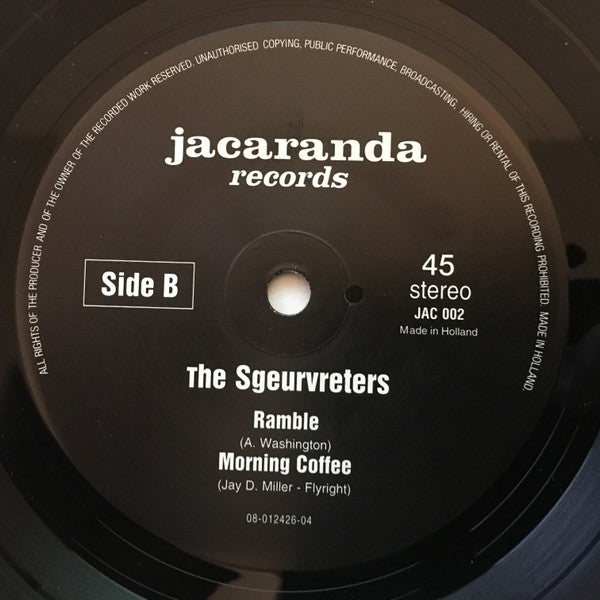 ALL RIGHTS OF THE PRODUCER AND OF THE OWNER OF THE RECORDED WORK RESERVED. UNAUTHORISED COPYING, PUBLIC PERFORMANCE, BROADCASTING, HIRING OR RENTAL OF THIS RECORDING PROHIBITED. MADE IN HOLLAND.
jacaranda
records
Side B
45
stereo
JAC 002
Made in Holland
The Sgeurvreters
Ramble
(A. Washington)
Morning Coffee
(Jay D. Miller - Flyright)
08-012426-04